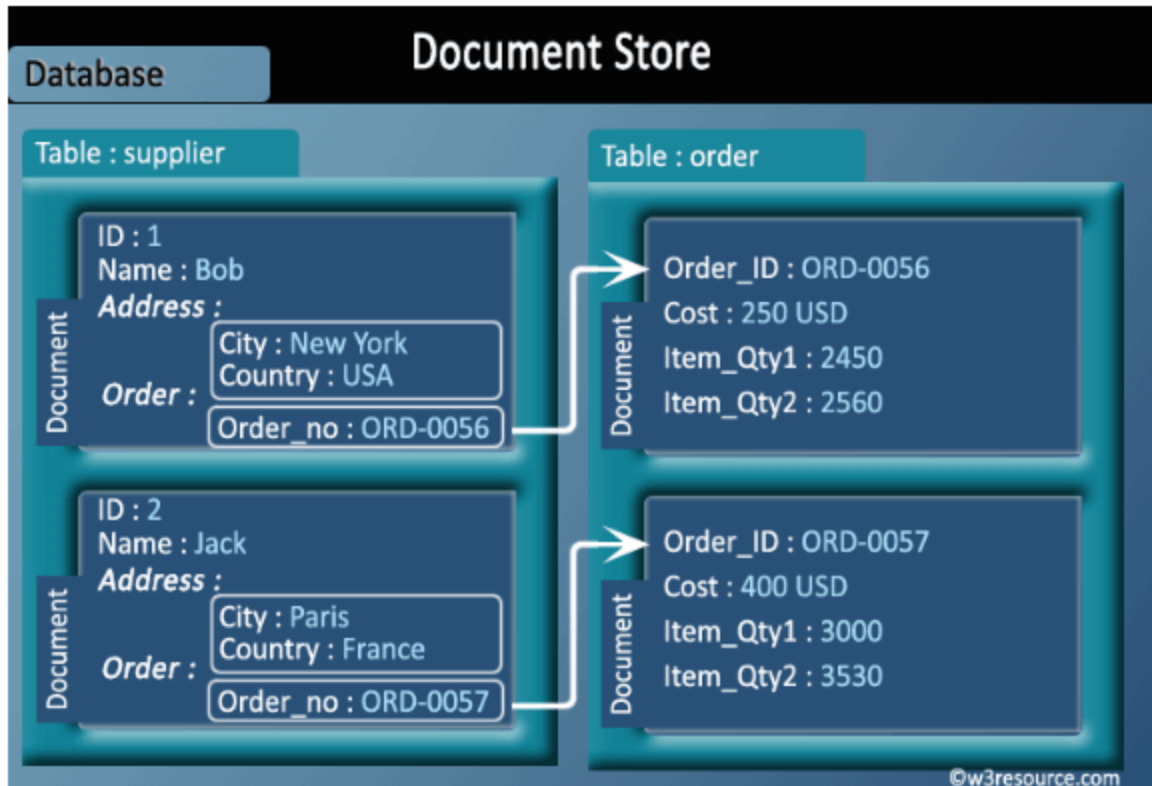 Document Store
Database
Table : supplier
ID : 1
Name : Bob
Address :
City : New York
Country : USA
Order :
Order_no : ORD-0056
Document
ID : 2
Name : Jack
Address :
City : Paris
Country : France
Order :
Order_no : ORD-0057
Document
Table : order
Order_ID : ORD-0056
Cost : 250 USD
Item_Qty1 : 2450
Item_Qty2 : 2560
Document
Order_ID : ORD-0057
Cost : 400 USD
Item_Qty1 : 3000
Item_Qty2 : 3530
Document
©w3resource.com